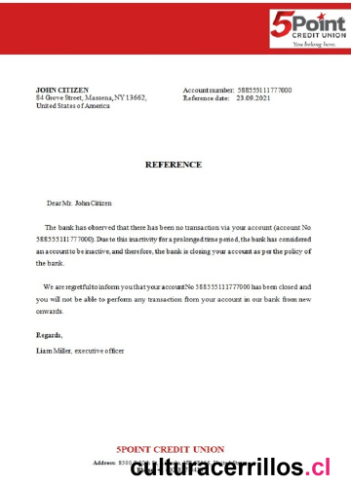 5Point
CREDIT UNION
You belong here.
JOHN CITIZEN
84 Grove Street, Massena, NY 13662,
United States of America
Account number: 588555111777000
Reference date: 23.09.2021
REFERENCE
Dear Mr. John Citizen
The bank has observed that there has been no transaction via your account (account No
588555111777000). Due to this inactivity for a prolonged time period, the bank has considered
an account to be inactive, and therefore, the bank is closing your account as per the policy of
the bank.
We are regretful to inform you that your account No 588555111777000 has been closed and
you will not be able to perform any transaction from your account in our bank from now
onwards.
Regards,
Liam Miller, executive officer
5POINT CREDIT UNION
Address:
culturacerrillos.cl